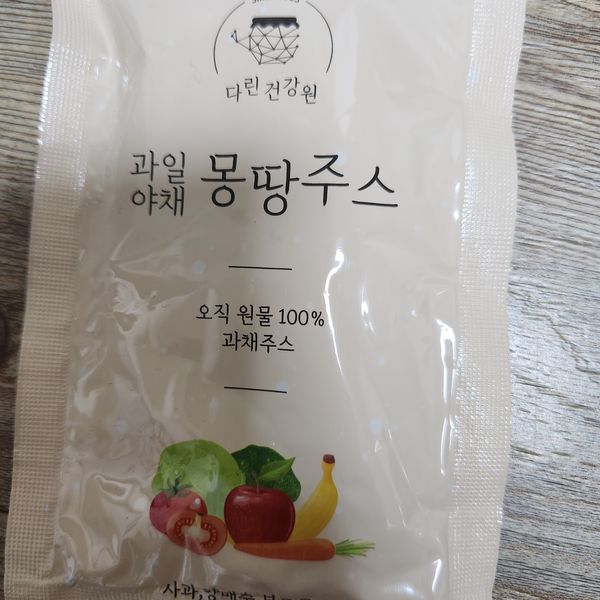 다린 건강원
과일
야채
몽땅주스
오직 원물 100%
과채주스